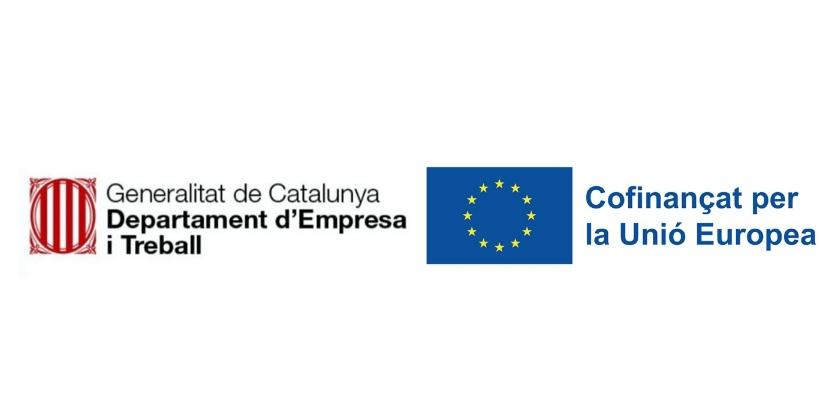 Generalitat de Catalunya
Departament d'Empresa
i Treball
Cofinançat per
la Unió Europea